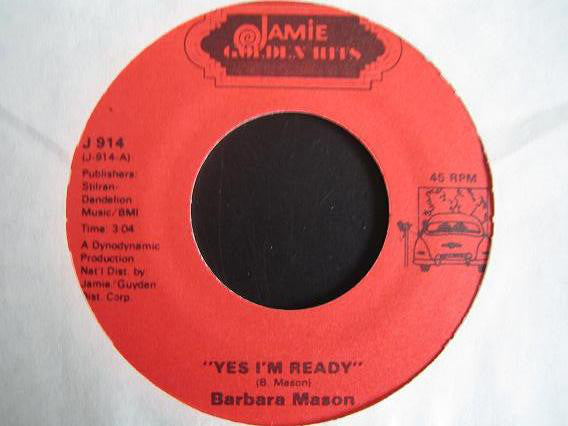 JAMIE
GOLDEN HITS
J 914
(J-914-A)
Publishers:
Stilran-
Dandelion
Music/BMI
Time: 3:04
A Dynodynamic
Production
Nat'l Dist. by
Jamie/Guyden
Dist. Corp.
45 RPM
"YES I'M READY"
(B. Mason)
Barbara Mason